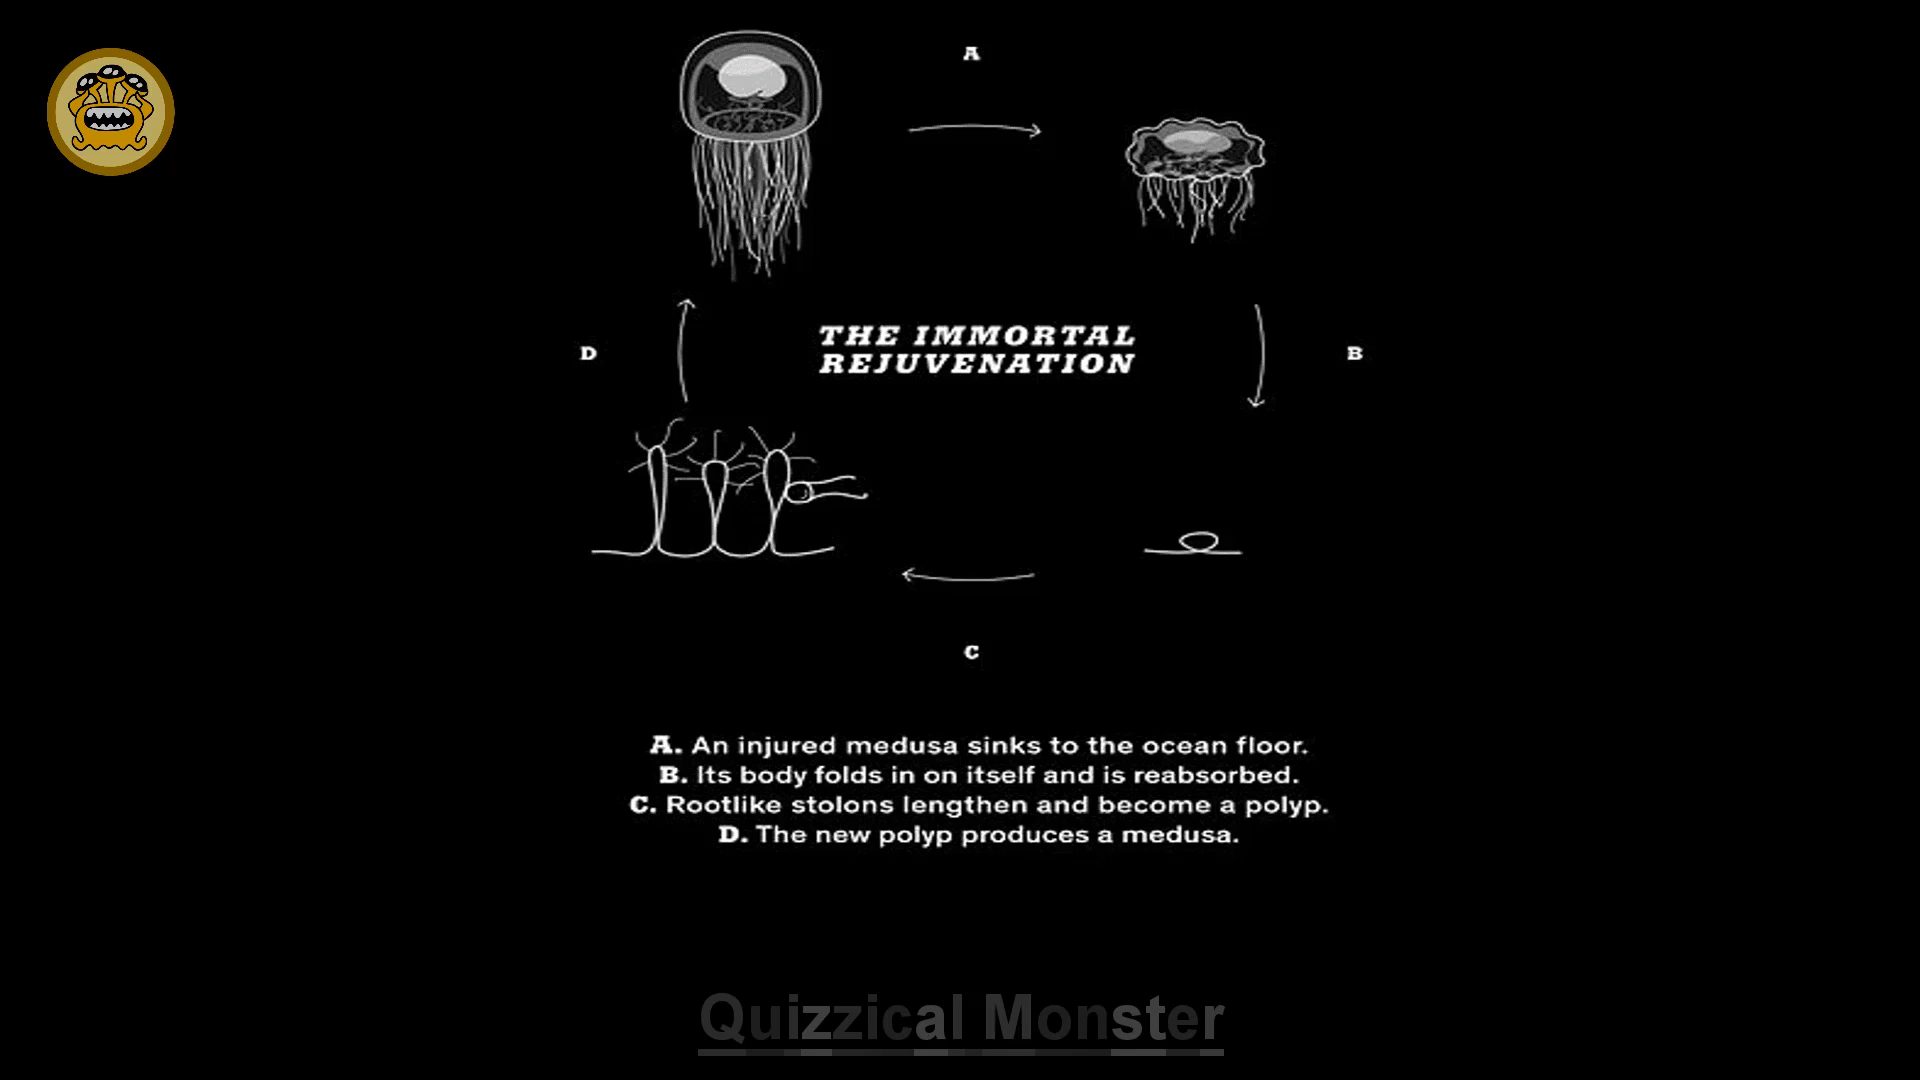 A
THE IMMORTAL
REJUVENATION
D
B
C
A. An injured medusa sinks to the ocean floor.
B. Its body folds in on itself and is reabsorbed.
C. Rootlike stolons lengthen and become a polyp.
D. The new polyp produces a medusa.
Quizzical Monster